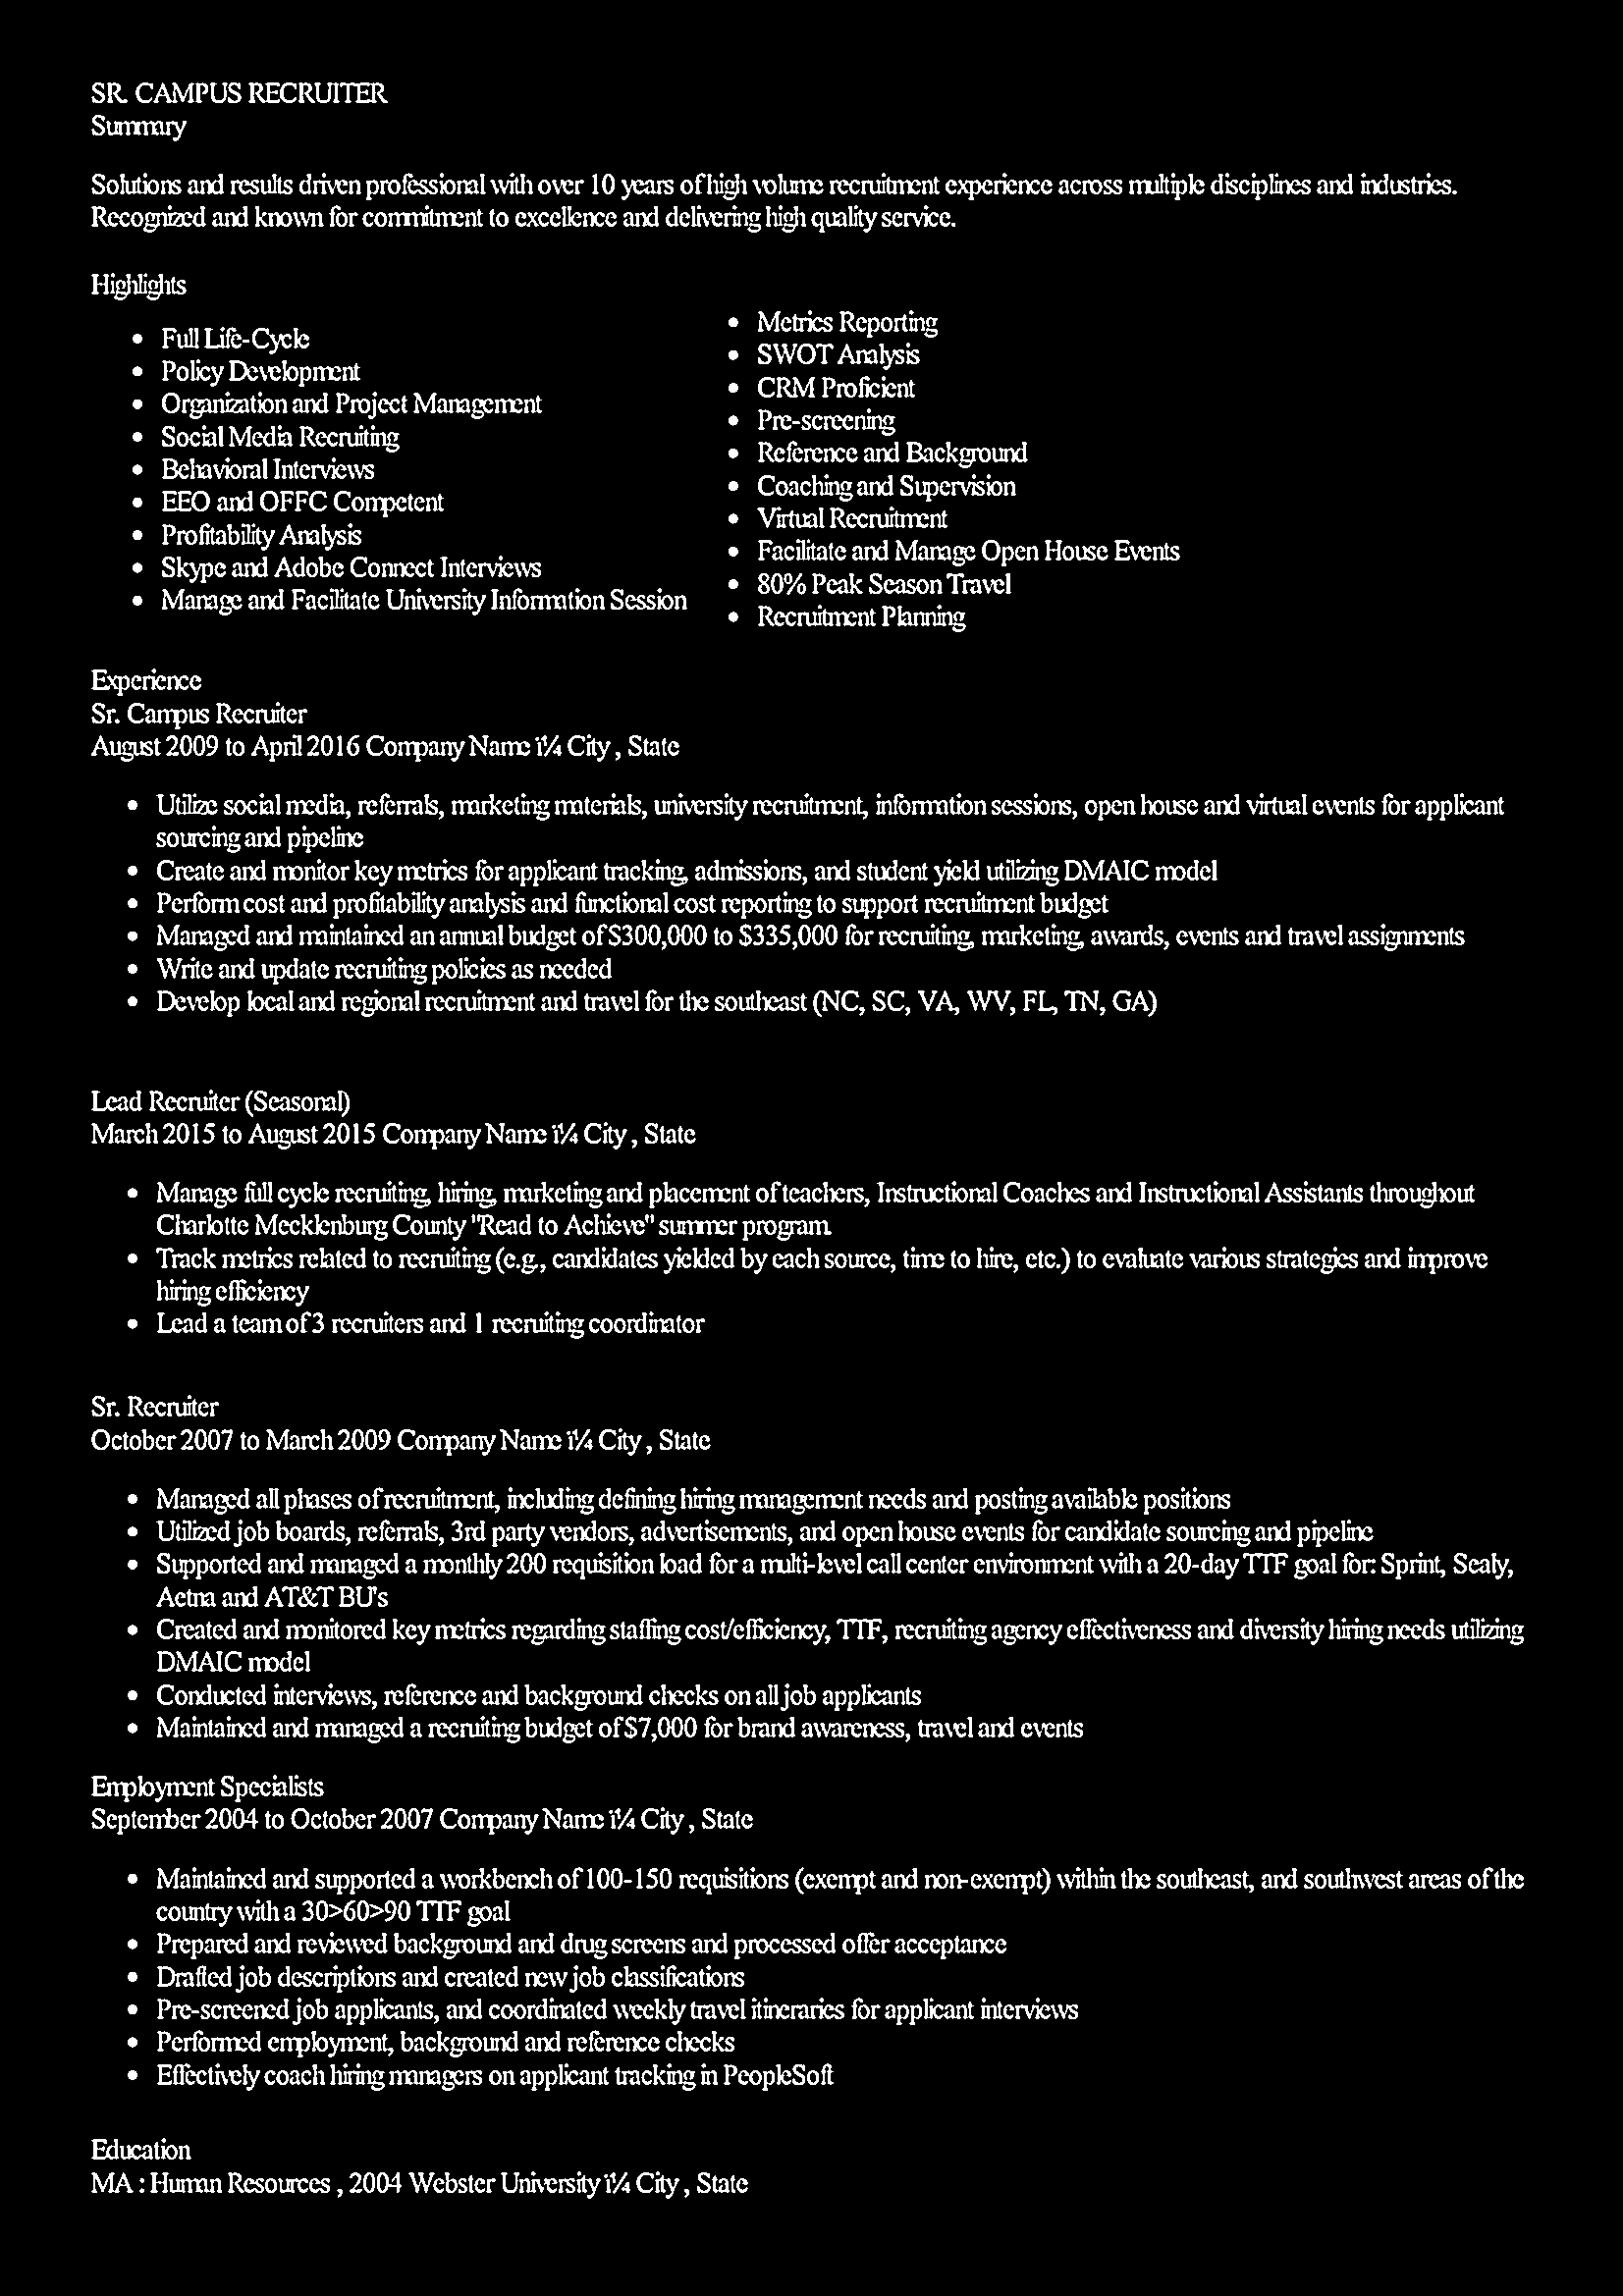 SR. CAMPUS RECRUITER
Summary
Solutions and results driven professional with over 10 years of high volume recruitment experience across multiple disciplines and industries.
Recognized and known for commitment to excellence and delivering high quality service.
Highlights
• Full Life-Cycle
• Policy Development
• Organization and Project Management
• Social Media Recruiting
• Behavioral Interviews
• EEO and OFFC Competent
• Profitability Analysis
• Skype and Adobe Connect Interviews
• Manage and Facilitate University Information Session
• Metrics Reporting
• SWOT Analysis
• CRM Proficient
• Pre-screening
• Reference and Background
• Coaching and Supervision
• Virtual Recruitment
• Facilitate and Manage Open House Events
• 80% Peak Season Travel
• Recruitment Planning
Experience
Sr. Campus Recruiter
August 2009 to April 2016 Company Name ï¼ City , State
• Utilize social media, referrals, marketing materials, university recruitment, information sessions, open house and virtual events for applicant
sourcing and pipeline
• Create and monitor key metrics for applicant tracking, admissions, and student yield utilizing DMAIC model
• Perform cost and profitability analysis and functional cost reporting to support recruitment budget
• Managed and maintained an annual budget of $300,000 to $335,000 for recruiting, marketing, awards, events and travel assignments
• Write and update recruiting policies as needed
• Develop local and regional recruitment and travel for the southeast (NC, SC, VA, WV, FL, TN, GA)
Lead Recruiter (Seasonal)
March 2015 to August 2015 Company Name ï¼ City , State
• Manage full cycle recruiting, hiring, marketing and placement of teachers, Instructional Coaches and Instructional Assistants throughout
Charlotte Mecklenburg County "Read to Achieve" summer program.
• Track metrics related to recruiting (e.g., candidates yielded by each source, time to hire, etc.) to evaluate various strategies and improve
hiring efficiency
• Lead a team of 3 recruiters and 1 recruiting coordinator
Sr. Recruiter
October 2007 to March 2009 Company Name ï¼ City , State
• Managed all phases of recruitment, including defining hiring management needs and posting available positions
• Utilized job boards, referrals, 3rd party vendors, advertisements, and open house events for candidate sourcing and pipeline
• Supported and managed a monthly 200 requisition load for a multi-level call center environment with a 20-day TTF goal for: Sprint, Sealy,
Aetna and AT&T BU's
• Created and monitored key metrics regarding staffing cost/efficiency, TTF, recruiting agency effectiveness and diversity hiring needs utilizing
DMAIC model
• Conducted interviews, reference and background checks on all job applicants
• Maintained and managed a recruiting budget of $7,000 for brand awareness, travel and events
Employment Specialists
September 2004 to October 2007 Company Name ï¼ City , State
• Maintained and supported a workbench of 100-150 requisitions (exempt and non-exempt) within the southeast, and southwest areas of the
country with a 30>60>90 TTF goal
• Prepared and reviewed background and drug screens and processed offer acceptance
• Drafted job descriptions and created new job classifications
• Pre-screened job applicants, and coordinated weekly travel itineraries for applicant interviews
• Performed employment, background and reference checks
• Effectively coach hiring managers on applicant tracking in PeopleSoft
Education
MA : Human Resources , 2004 Webster University ï¼ City , State